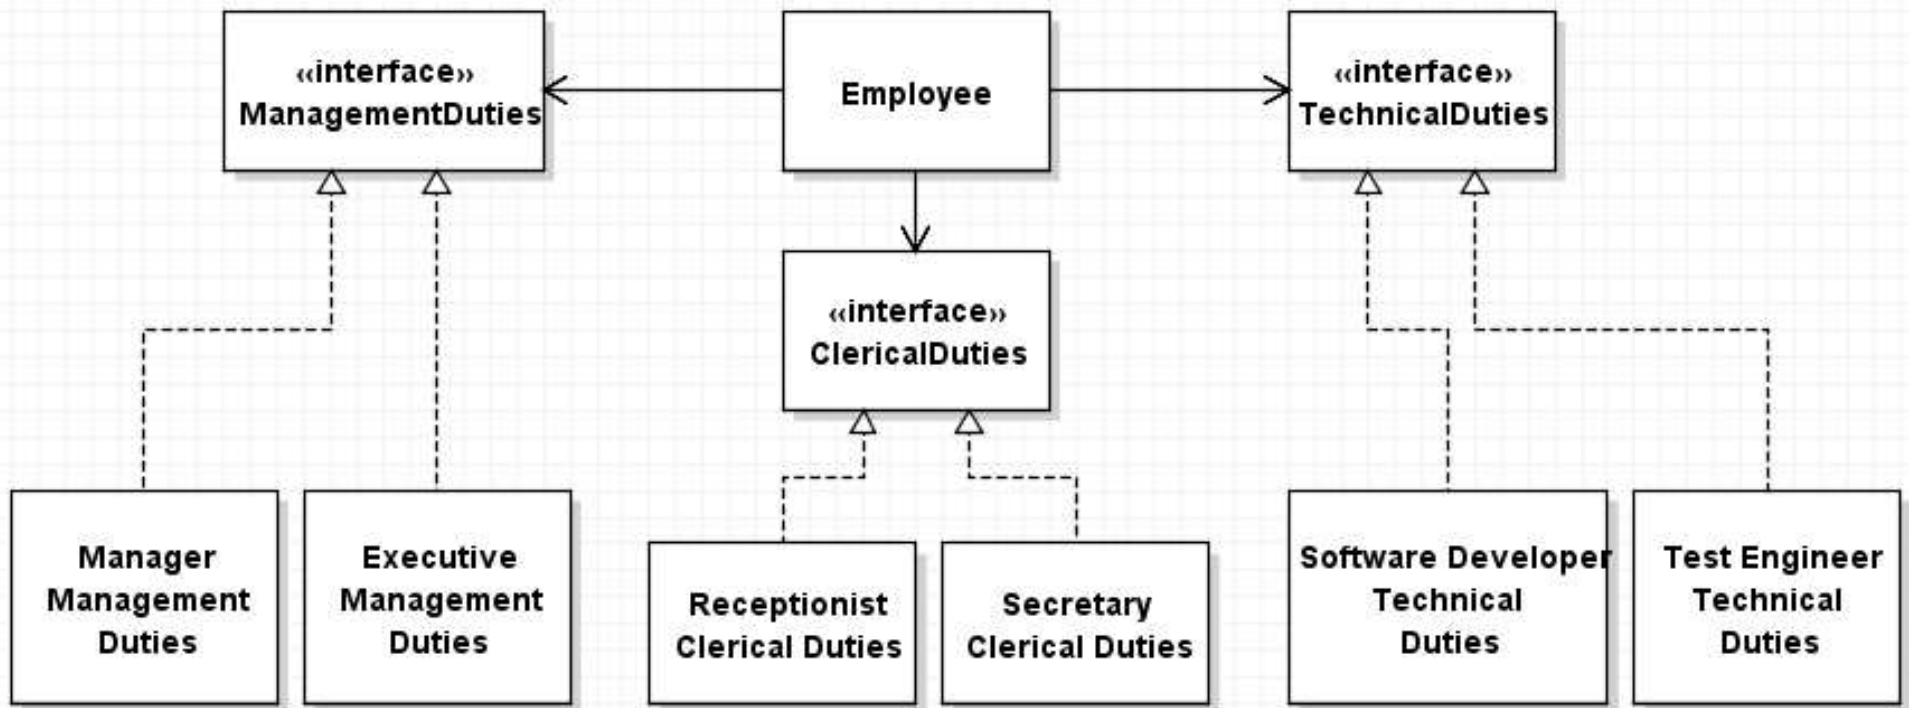 ‹‹interface››
ManagementDuties
Employee
‹‹interface››
TechnicalDuties
‹‹interface››
ClericalDuties
Manager
Management
Duties
Executive
Management
Duties
Receptionist
Clerical Duties
Secretary
Clerical Duties
Software Developer
Technical
Duties
Test Engineer
Technical
Duties